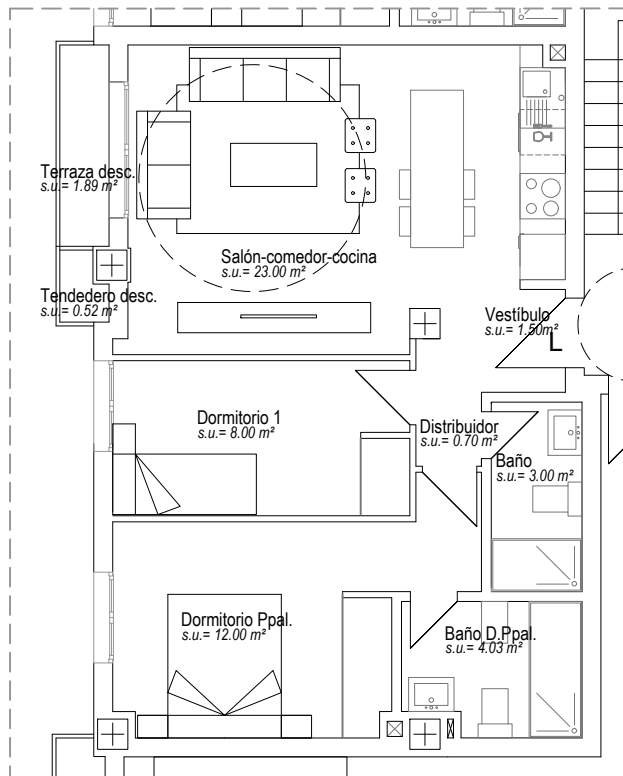 Terraza desc.
s.u.= 1.89 m²
Salón-comedor-cocina
s.u.= 23.00 m²
Tendedero desc.
s.u.= 0.52 m²
Vestíbulo
s.u.= 1.50m²
L
Dormitorio 1
s.u.= 8.00 m²
Distribuidor
s.u.= 0.70 m²
Baño
s.u.= 3.00 m²
Dormitorio Ppal.
s.u.= 12.00 m²
Baño D.Ppal.
s.u.= 4.03 m²